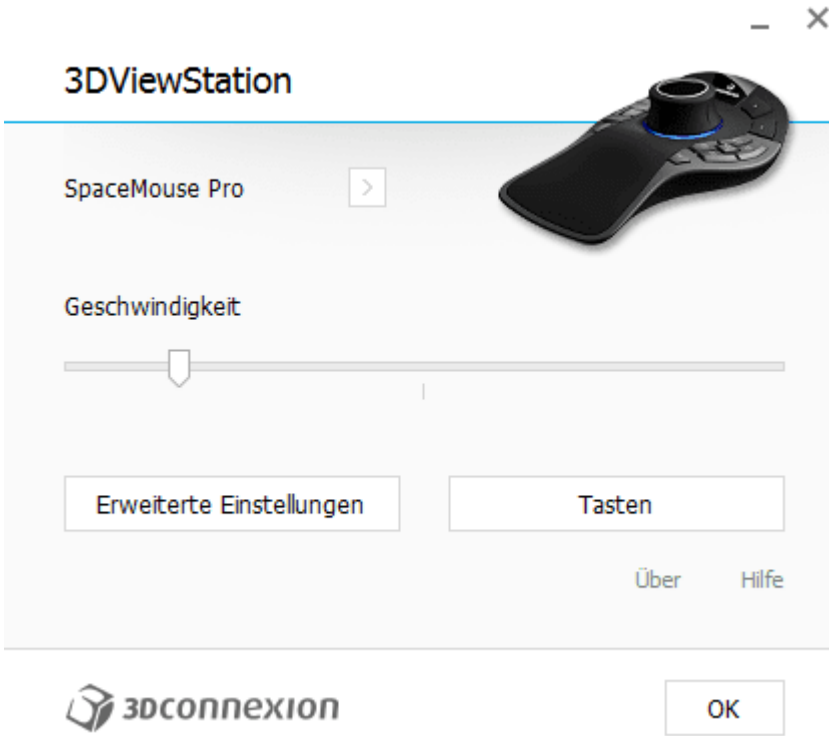 3DViewStation
SpaceMouse Pro
Geschwindigkeit
Erweiterte Einstellungen
Tasten
Über
Hilfe
3Dconnexion
OK